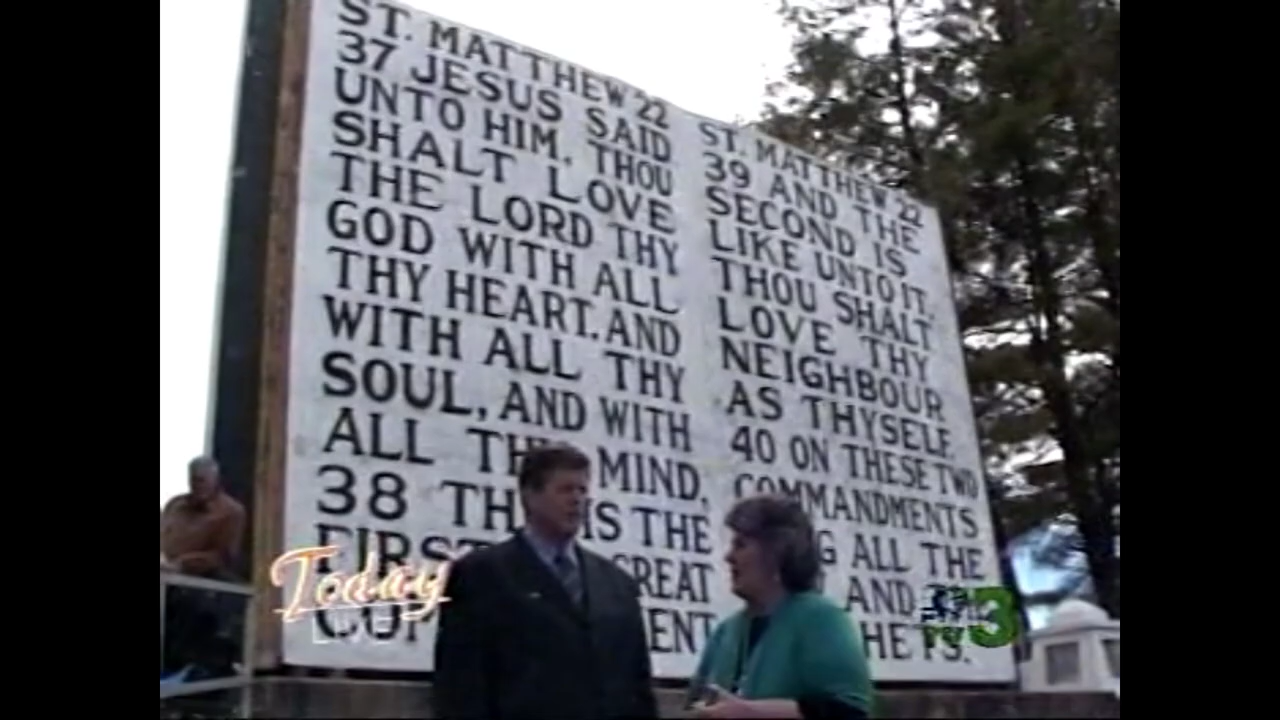 ST. MATTHEW 22
37 JESUS SAID
UNTO HIM, THOU
SHALT LOVE
THE LORD THY
GOD WITH ALL
THY HEART, AND
WITH ALL THY
SOUL, AND WITH
ALL THY MIND.
38 IS THE
FIRST GREAT
ST. MATTHEW 22
39 AND THE
SECOND IS
LIKE UNTO IT,
THOU SHALT
LOVE THY
NEIGHBOUR
AS THYSELF
40 ON THESE TWO
COMMANDMENTS
ALL THE
AND
Today
3